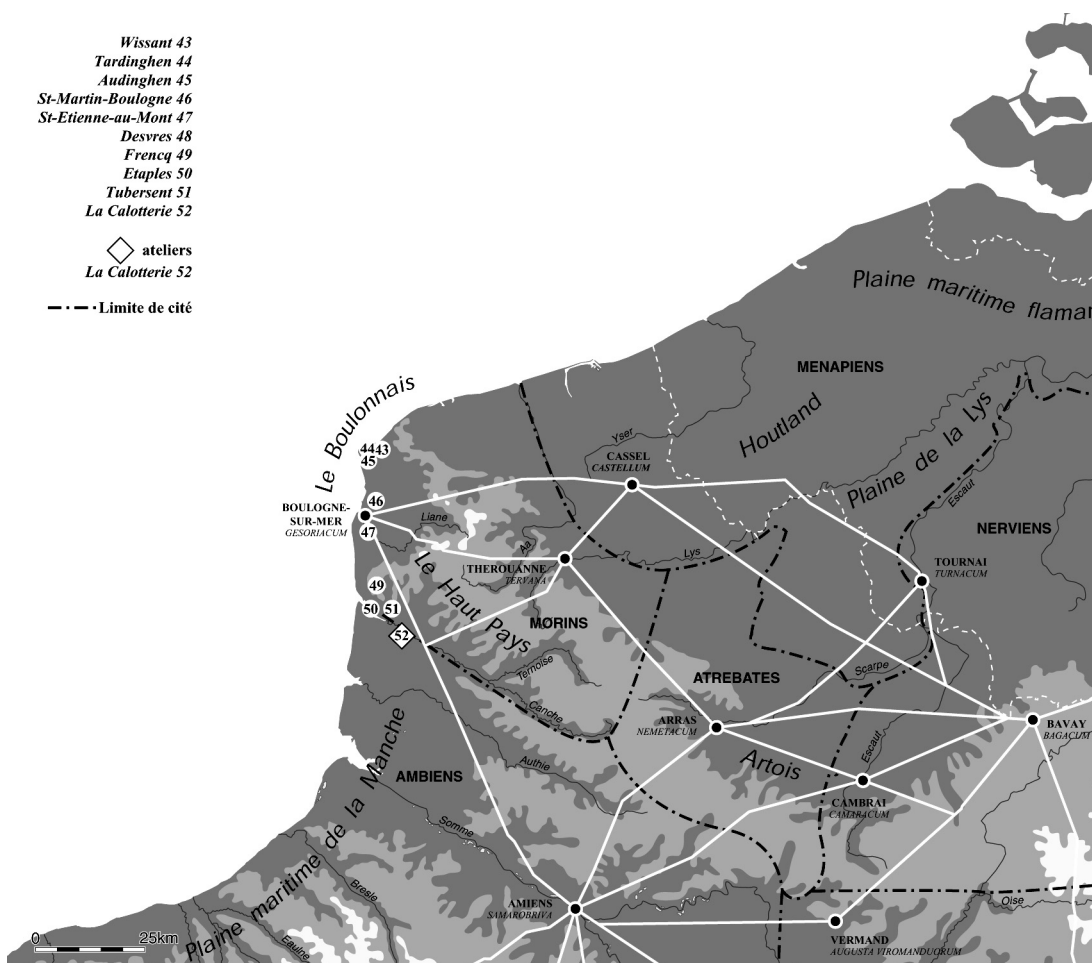 Wissant 43
Tardinghen 44
Audinghen 45
St-Martin-Boulogne 46
St-Etienne-au-Mont 47
Desvres 48
Frencq 49
Etaples 50
Tubersent 51
La Calotterie 52
ateliers
La Calotterie 52
Limite de cité
Plaine maritime flamar
MENAPIENS
Houtland
Plaine de la Lys
Le Boulonnais
Yser
CASSEL
CASTELLUM
Escaut
NERVIENS
44
43
45
46
BOULOGNE-
SUR-MER
GESORIACUM
47
Liane
Aa
Lys
THEROUANNE
TERVANA
TOURNAI
TURNACUM
Le Haut Pays
49
50
51
52
MORINS
Ternoise
Canche
ATREBATES
Scarpe
ARRAS
NEMETACUM
BAVAY
BAGACUM
Artois
Escaut
Authie
AMBIENS
CAMBRAI
CAMARACUM
Plaine maritime de la Manche
Somme
Bresle
Eaulne
AMIENS
SAMAROBRIVA
Oise
VERMAND
AUGUSTA VIROMANDUORUM
0
25km